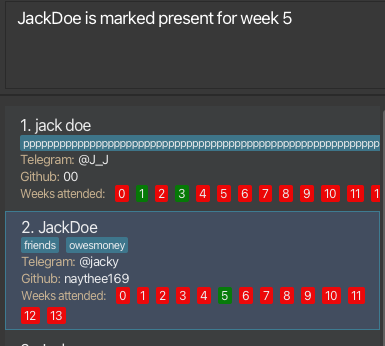 JackDoe is marked present for week 5
1. jack doe
Telegram: @J_J
Github: 00
Weeks attended: 0 1 2 3 4 5 6 7 8 9 10 11 1
2. JackDoe
friends owesmoney
Telegram: @jacky
Github: naythee169
Weeks attended: 0 1 2 3 4 5 6 7 8 9 10 11
12 13